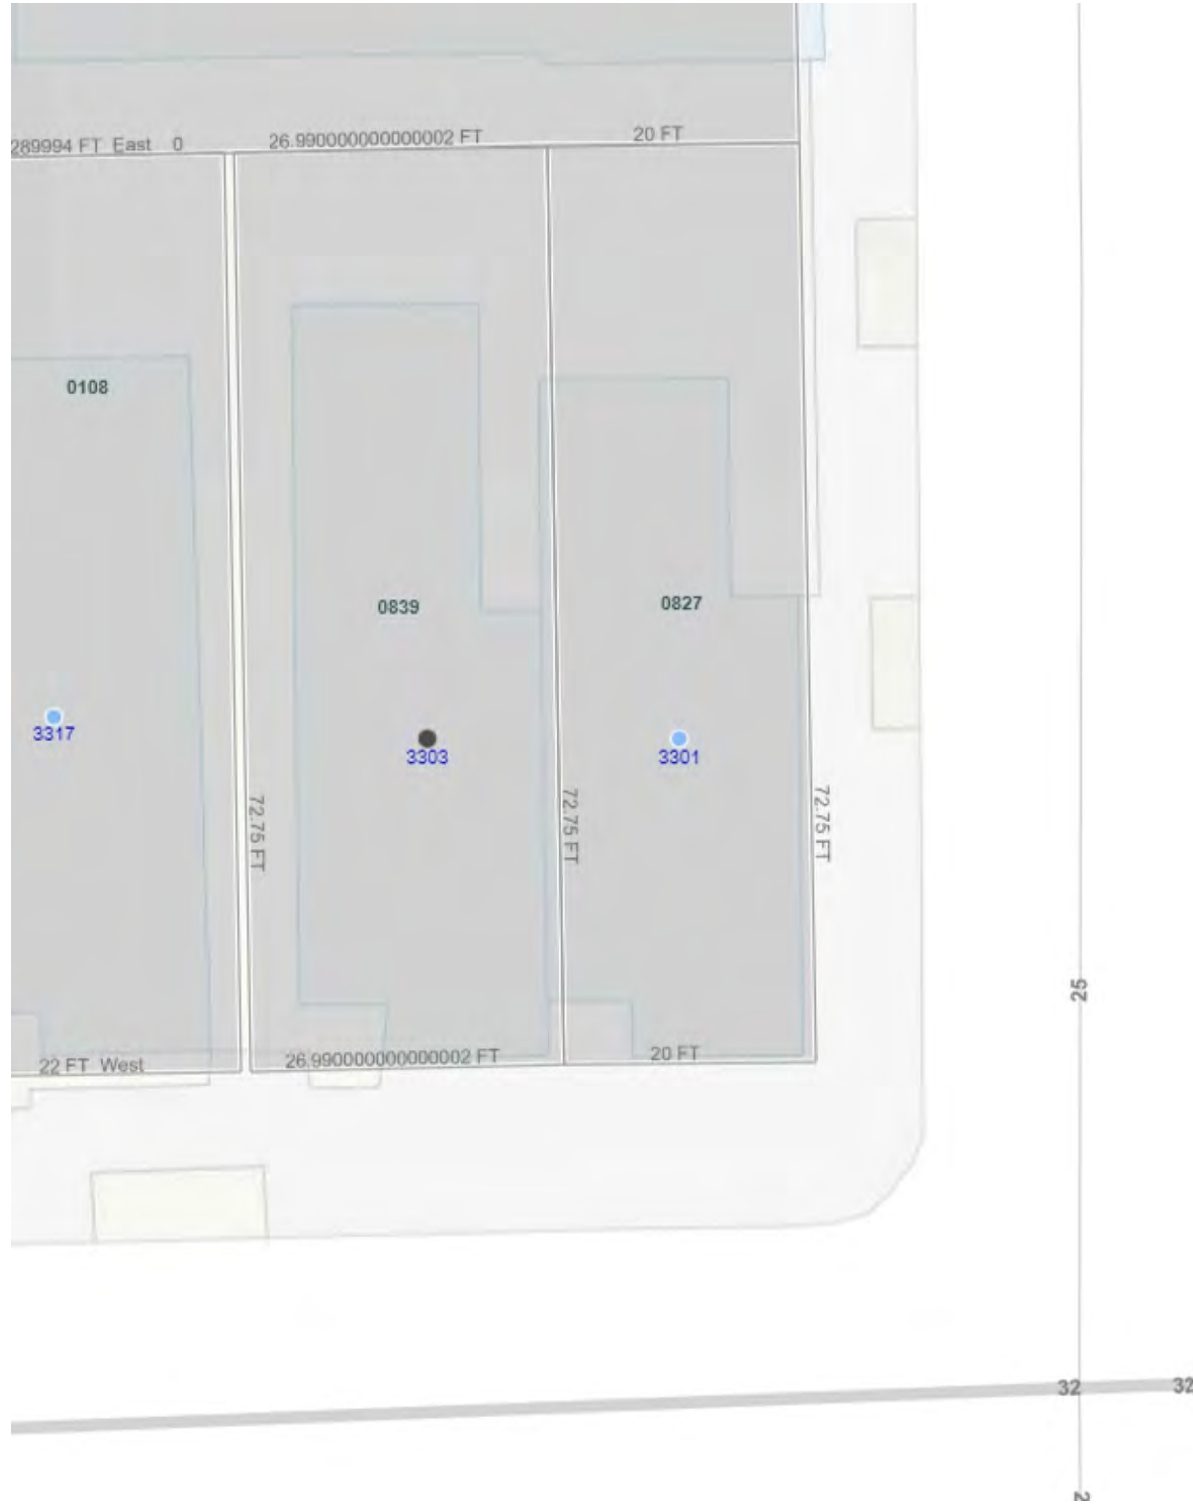 289994 FT East 0
26.990000000000002 FT
20 FT
0108
0839
0827
3317
3303
3301
72.75 FT
72.75 FT
72.75 FT
22 FT West
26.990000000000002 FT
20 FT
25
32
32
2